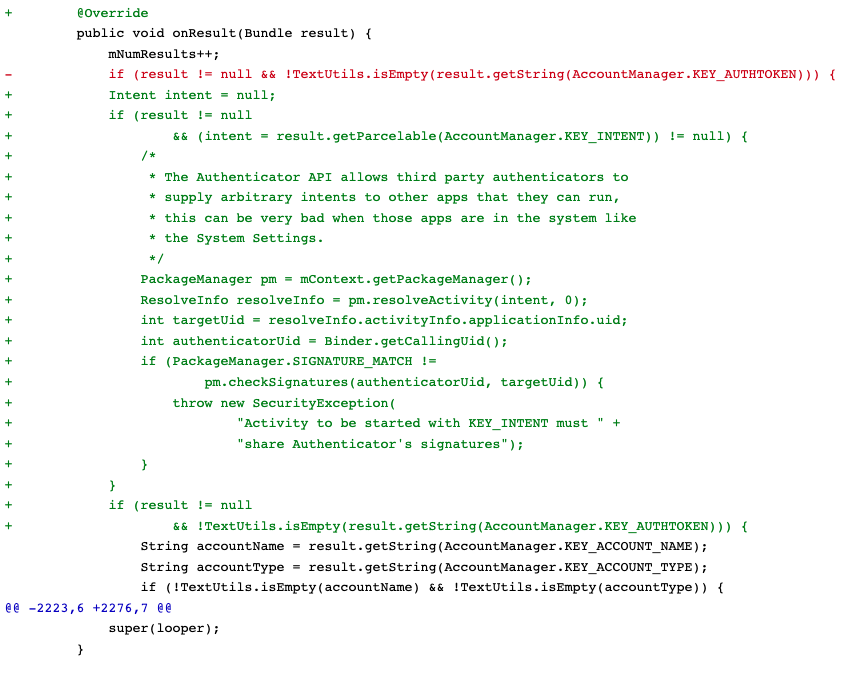 +        @Override
         public void onResult(Bundle result) {
             mNumResults++;
-            if (result != null && !TextUtils.isEmpty(result.getString(AccountManager.KEY_AUTHTOKEN))) {
+            Intent intent = null;
+            if (result != null
+                    && (intent = result.getParcelable(AccountManager.KEY_INTENT)) != null) {
+                /*
+                 * The Authenticator API allows third party authenticators to
+                 * supply arbitrary intents to other apps that they can run,
+                 * this can be very bad when those apps are in the system like
+                 * the System Settings.
+                 */
+                PackageManager pm = mContext.getPackageManager();
+                ResolveInfo resolveInfo = pm.resolveActivity(intent, 0);
+                int targetUid = resolveInfo.activityInfo.applicationInfo.uid;
+                int authenticatorUid = Binder.getCallingUid();
+                if (PackageManager.SIGNATURE_MATCH !=
+                        pm.checkSignatures(authenticatorUid, targetUid)) {
+                    throw new SecurityException(
+                            "Activity to be started with KEY_INTENT must " +
+                            "share Authenticator's signatures");
+                }
+            }
+            if (result != null
+                    && !TextUtils.isEmpty(result.getString(AccountManager.KEY_AUTHTOKEN))) {
                 String accountName = result.getString(AccountManager.KEY_ACCOUNT_NAME);
                 String accountType = result.getString(AccountManager.KEY_ACCOUNT_TYPE);
                 if (!TextUtils.isEmpty(accountName) && !TextUtils.isEmpty(accountType)) {
@@ -2223,6 +2276,7 @@
             super(looper);
         }